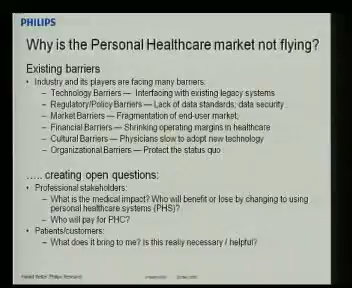 PHILIPS
Why is the Personal Healthcare market not flying?
Existing barriers
• Industry and its players are facing many barriers:
– Technology Barriers — Interfacing with existing legacy systems
– Regulatory/Policy Barriers — Lack of data standards; data security
– Market Barriers — Fragmentation of end-user market;
– Financial Barriers — Shrinking operating margins in healthcare
– Cultural Barriers — Physicians slow to adopt new technology
– Organizational Barriers — Protect the status quo
….. creating open questions:
• Professional stakeholders:
– What is the medical impact? Who will benefit or lose by changing to using
personal healthcare systems (PHS)?
– Who will pay for PHC?
• Patients/customers:
– What does it bring to me? Is this really necessary / helpful?
Philips Research